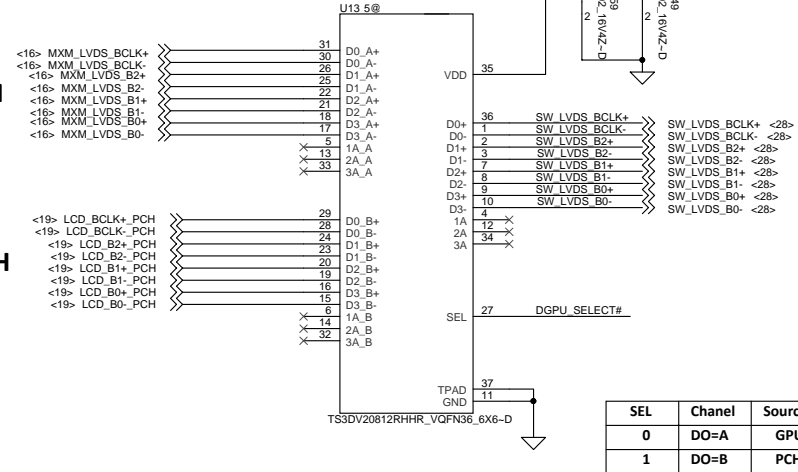 U13 5@
<16> MXM_LVDS_BCLK+ 31 D0_A+
<16> MXM_LVDS_BCLK- 30 D0_A-
<16> MXM_LVDS_B2+ 26 D1_A+
<16> MXM_LVDS_B2- 25 D1_A-
<16> MXM_LVDS_B1+ 22 D2_A+
<16> MXM_LVDS_B1- 21 D2_A-
<16> MXM_LVDS_B0+ 18 D3_A+
<16> MXM_LVDS_B0- 17 D3_A-
5 1A_A
13 2A_A
33 3A_A
<19> LCD_BCLK+_PCH 29 D0_B+
<19> LCD_BCLK-_PCH 28 D0_B-
<19> LCD_B2+_PCH 24 D1_B+
<19> LCD_B2-_PCH 23 D1_B-
<19> LCD_B1+_PCH 20 D2_B+
<19> LCD_B1-_PCH 19 D2_B-
<19> LCD_B0+_PCH 16 D3_B+
<19> LCD_B0-_PCH 15 D3_B-
6 1A_B
14 2A_B
32 3A_B
VDD 35
D0+ 36 SW_LVDS_BCLK+ SW_LVDS_BCLK+ <28>
D0- 1 SW_LVDS_BCLK- SW_LVDS_BCLK- <28>
D1+ 2 SW_LVDS_B2+ SW_LVDS_B2+ <28>
D1- 3 SW_LVDS_B2- SW_LVDS_B2- <28>
D2+ 7 SW_LVDS_B1+ SW_LVDS_B1+ <28>
D2- 8 SW_LVDS_B1- SW_LVDS_B1- <28>
D3+ 9 SW_LVDS_B0+ SW_LVDS_B0+ <28>
D3- 10 SW_LVDS_B0- SW_LVDS_B0- <28>
1A 4
2A 12
3A 34
SEL 27 DGPU_SELECT#
TPAD 37
GND 11
TS3DV20812RHHR_VQFN36_6X6~D
2
2_16V4Z~D
2
2_16V4Z~D
SEL Chanel
0 DO=A
1 DO=B